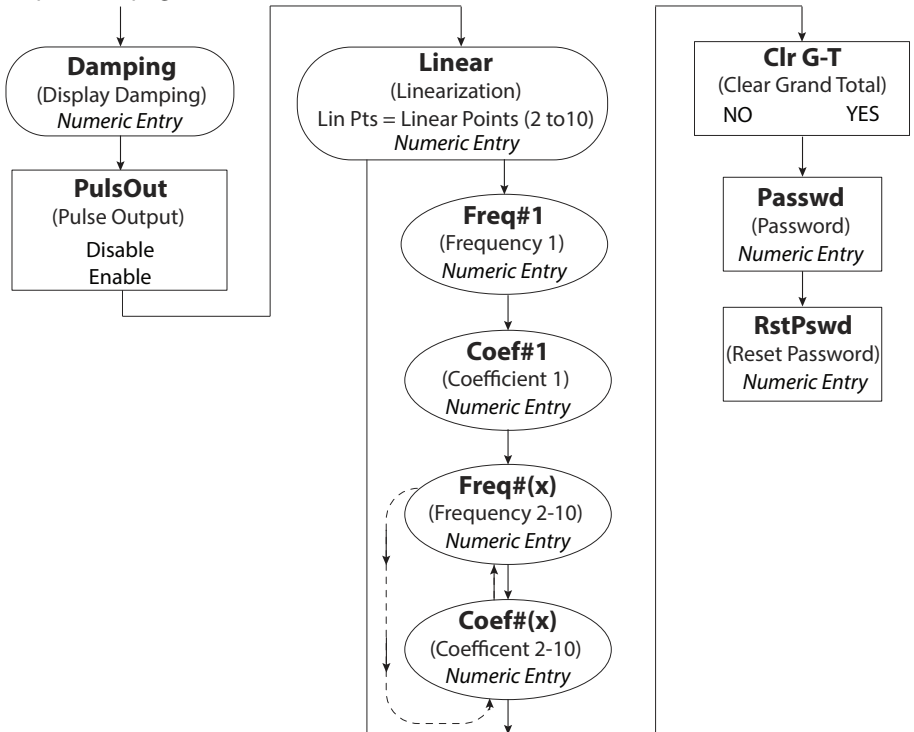 Damping
(Display Damping)
Numeric Entry
PulsOut
(Pulse Output)
Disable
Enable
Linear
(Linearization)
Lin Pts = Linear Points (2 to10)
Numeric Entry
Freq#1
(Frequency 1)
Numeric Entry
Coef#1
(Coefficient 1)
Numeric Entry
Freq#(x)
(Frequency 2-10)
Numeric Entry
Coef#(x)
(Coefficent 2-10)
Numeric Entry
Clr G-T
(Clear Grand Total)
NO YES
Passwd
(Password)
Numeric Entry
RstPswd
(Reset Password)
Numeric Entry